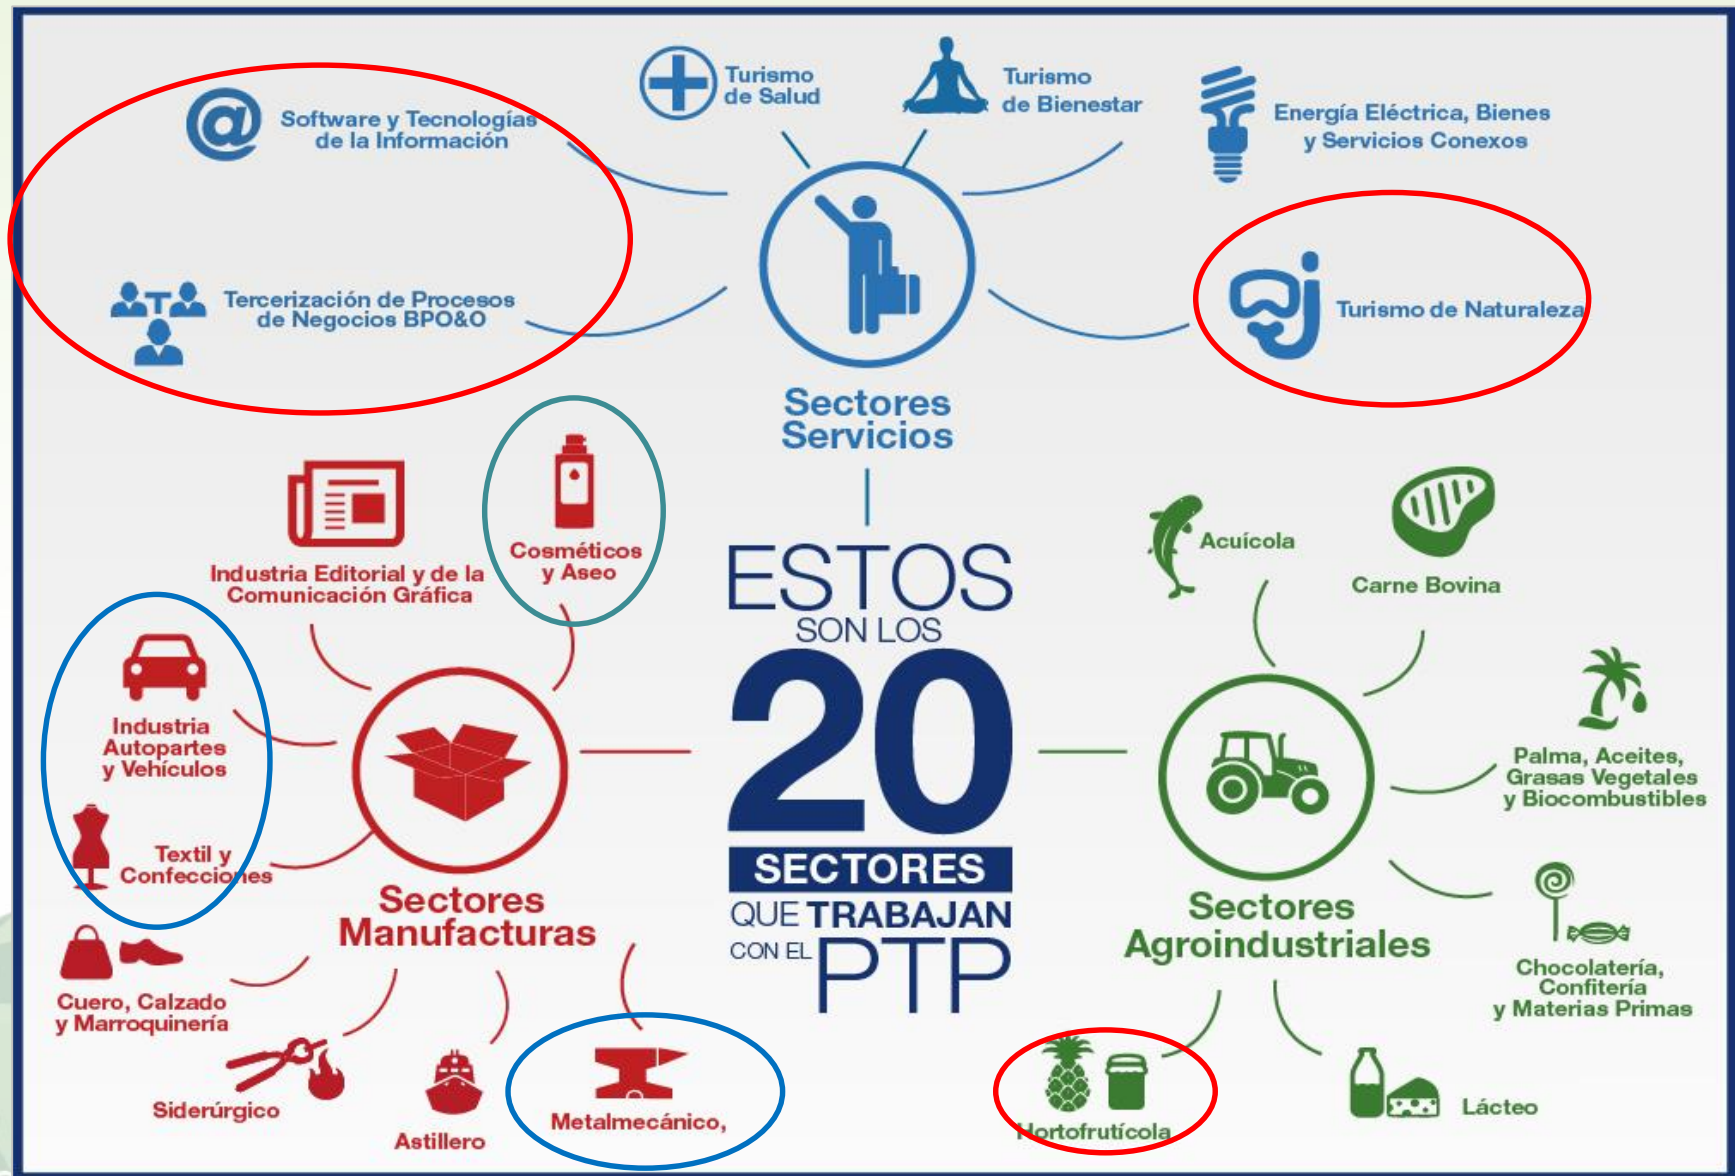 Software y Tecnologías
de la Información
Turismo
de Salud
Turismo
de Bienestar
Energía Eléctrica, Bienes
y Servicios Conexos
T
Tercerización de Procesos
de Negocios BPO&O
Turismo de Naturaleza
Sectores
Servicios
Industria Editorial y de la
Comunicación Gráfica
Cosméticos
y Aseo
Industria
Autopartes
y Vehículos
Textil y
Confecciones
Sectores
Manufacturas
Cuero, Calzado
y Marroquinería
Siderúrgico
Astillero
Metalmecánico,
ESTOS
SON LOS
20
SECTORES
QUE TRABAJAN
CON EL PTP
Acuícola
Carne Bovina
Palma, Aceites,
Grasas Vegetales
y Biocombustibles
Sectores
Agroindustriales
Chocolatería,
Confitería
y Materias Primas
Hortofrutícola
Lácteo